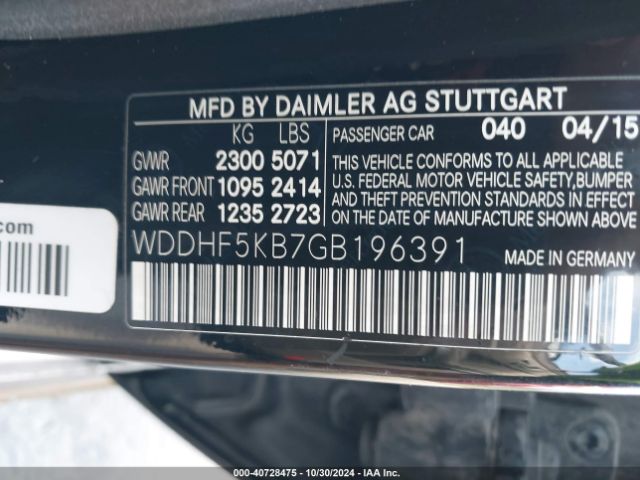 MFD BY DAIMLER AG STUTTGART
KG LBS
GVWR 2300 5071
GAWR FRONT 1095 2414
GAWR REAR 1235 2723
PASSENGER CAR 040 04/15
THIS VEHICLE CONFORMS TO ALL APPLICABLE
U.S. FEDERAL MOTOR VEHICLE SAFETY,BUMPER
AND THEFT PREVENTION STANDARDS IN EFFECT
ON THE DATE OF MANUFACTURE SHOWN ABOVE.
WDDHF5KB7GB196391 MADE IN GERMANY
.com
000-40728475 - 10/30/2024 - IAA Inc.